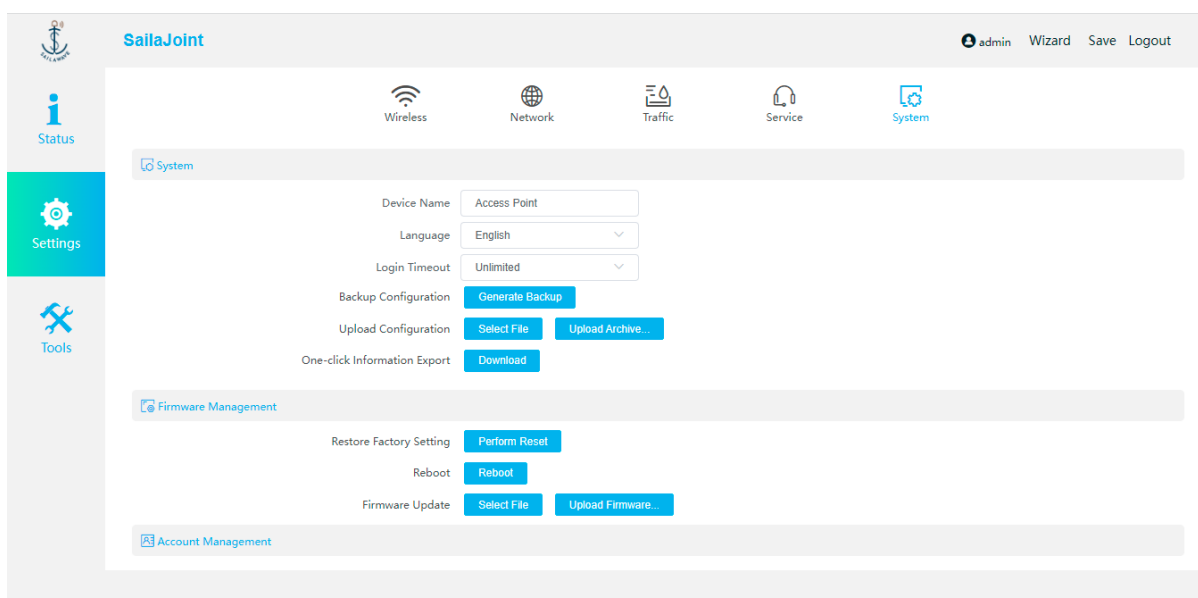 SAILAWAVE
SailaJoint
admin Wizard Save Logout
Status
Settings
Tools
Wireless Network Traffic Service System
System
Device Name Access Point
Language English
Login Timeout Unlimited
Backup Configuration Generate Backup
Upload Configuration Select File Upload Archive...
One-click Information Export Download
Firmware Management
Restore Factory Setting Perform Reset
Reboot Reboot
Firmware Update Select File Upload Firmware...
Account Management